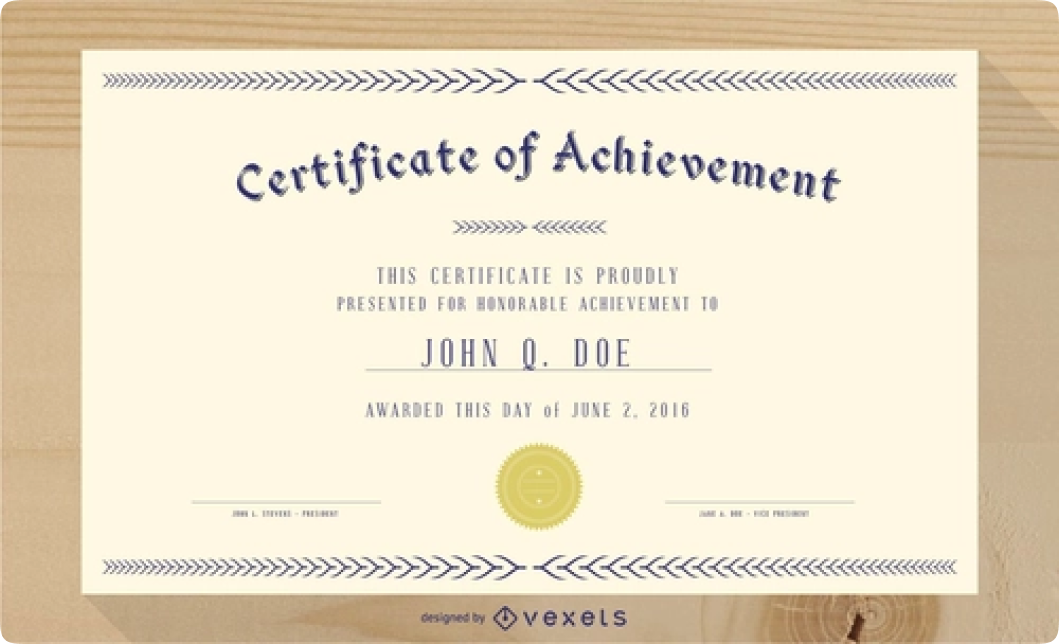 Certificate of Achievement
THIS CERTIFICATE IS PROUDLY
PRESENTED FOR HONORABLE ACHIEVEMENT TO
JOHN Q. DOE
AWARDED THIS DAY of JUNE 2, 2016
JOHN L. STEVENS - PRESIDENT
JANE A. DOE - VICE PRESIDENT
designed by vexels